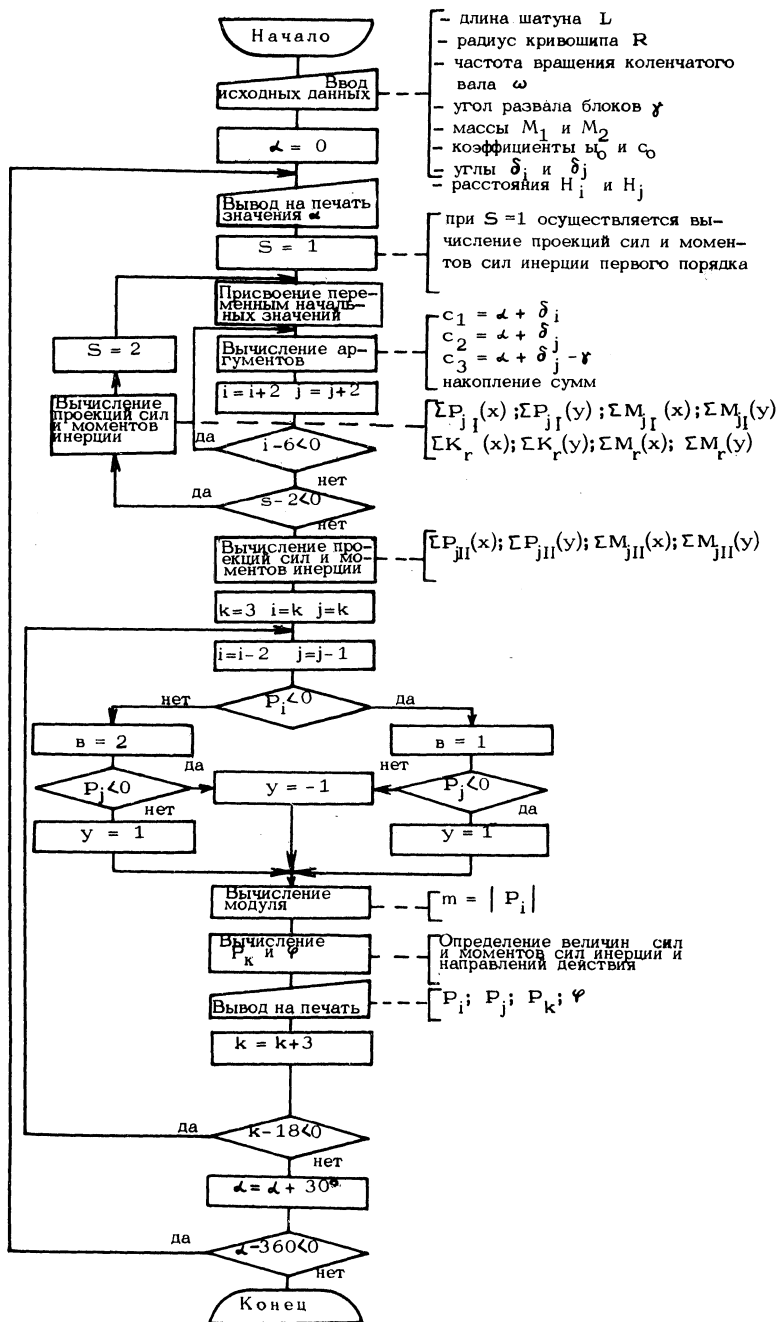 Начало
- длина шатуна L
- радиус кривошипа R
- частота вращения коленчатого
вала ω
- угол развала блоков γ
- массы M₁ и M₂
- коэффициенты ы₀ и c₀
- углы δᵢ и δⱼ
- расстояния Hᵢ и Hⱼ
Ввод
исходных данных
α = 0
Вывод на печать
значения α
S = 1
при S =1 осуществляется вы-
числение проекций сил и момен-
тов сил инерции первого порядка
Присвоение пере-
менным началь-
ных значений
S = 2
Вычисление ар-
гументов
c₁ = α + δᵢ
c₂ = α + δⱼ
c₃ = α + δⱼ - γ
накопление сумм
i=i+2 j=j+2
Вычисление
проекций сил
и моментов
инерции
ΣPjI(x) ;ΣPjI(y) ;ΣMjI(x); ΣMjI(y)
ΣKr (x); ΣKr(y); ΣMr(x); ΣMr(y)
да
i-6<0
нет
да
s-2<0
нет
Вычисление про-
екций сил и мо-
ментов инерции
ΣPjII(x); ΣPjII(y); ΣMjII(x); ΣMjII(y)
k=3 i=k j=k
i=i-2 j=j-1
нет
Pᵢ<0
да
в = 2
в = 1
Pⱼ<0
да
y = -1
нет
Pⱼ<0
нет
да
y = 1
y = 1
Вычисление
модуля
m = | Pᵢ|
Вычисление
Pk и φ
Определение величин сил
и моментов сил инерции и
направлений действия
Вывод на печать
Pᵢ; Pⱼ; Pk; φ
k = k+3
да
k-18<0
нет
α= α + 30°
да
α-360<0
нет
Конец